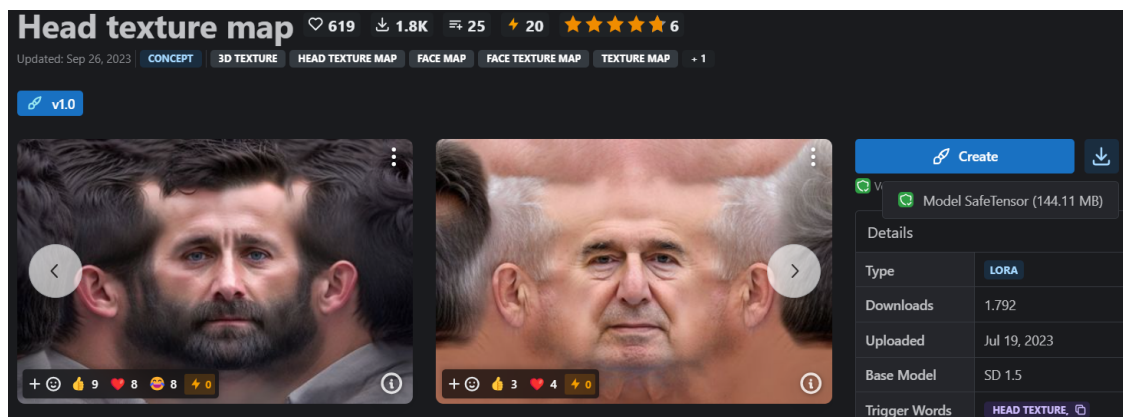 Head texture map 619 1.8K 25 20 6
Updated: Sep 26, 2023 CONCEPT 3D TEXTURE HEAD TEXTURE MAP FACE MAP FACE TEXTURE MAP TEXTURE MAP + 1
v1.0
Create
Model SafeTensor (144.11 MB)
Details
Type LORA
Downloads 1.792
Uploaded Jul 19, 2023
Base Model SD 1.5
+ 9 8 8 0
+ 3 4 0
Trigger Words HEAD TEXTURE,